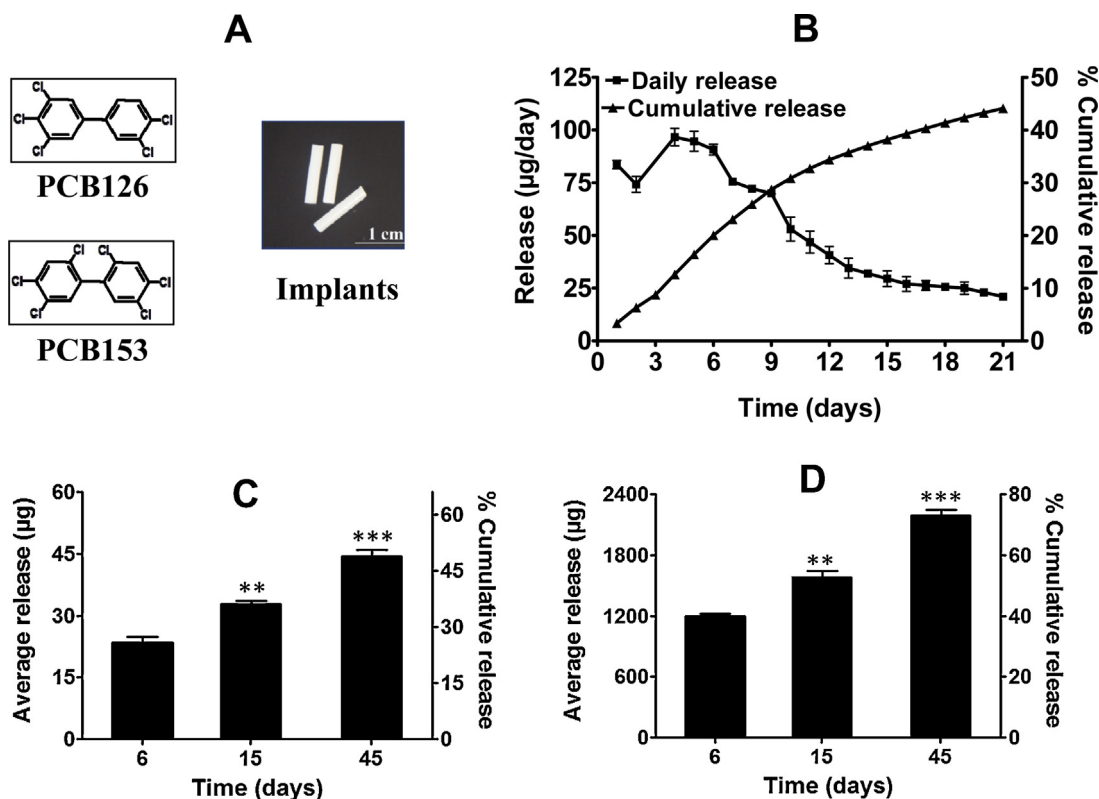 A
Cl
Cl
Cl
Cl
Cl
PCB126
Cl
Cl
Cl
Cl
Cl
Cl
PCB153
1 cm
Implants
B
Daily release
Cumulative release
Release (µg/day)
125
100
75
50
25
0
0 3 6 9 12 15 18 21
Time (days)
50
40
30
20
10
0
% Cumulative
release
C
Average release (µg)
60
45
30
15
0
**
***
6 15 45
Time (days)
60
45
30
15
0
% Cumulative
release
D
Average release (µg)
2400
1800
1200
600
0
**
***
6 15 45
Time (days)
80
60
40
20
0
% Cumulative
release